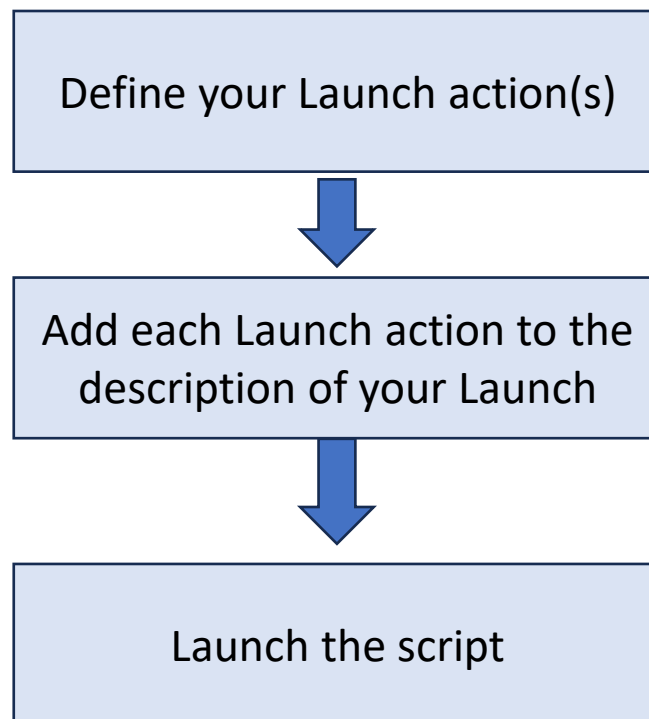 Define your Launch action(s)
Add each Launch action to the
description of your Launch
Launch the script